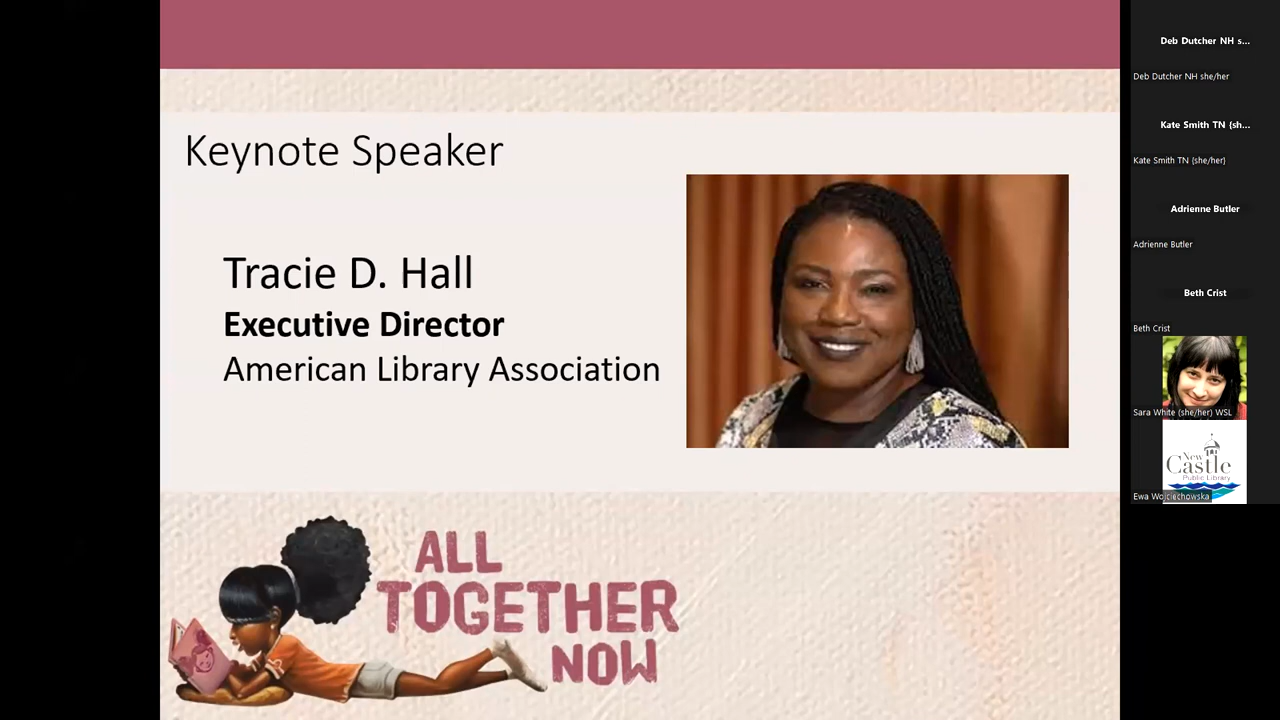 Keynote Speaker
Tracie D. Hall
Executive Director
American Library Association
ALL
TOGETHER
NOW
Deb Dutcher NH s...
Deb Dutcher NH she/her
Kate Smith TN (sh...
Kate Smith TN (she/her)
Adrienne Butler
Adrienne Butler
Beth Crist
Beth Crist
Sara White (she/her) WSL
New
Castle
Public Library
Ewa Wojciechowska